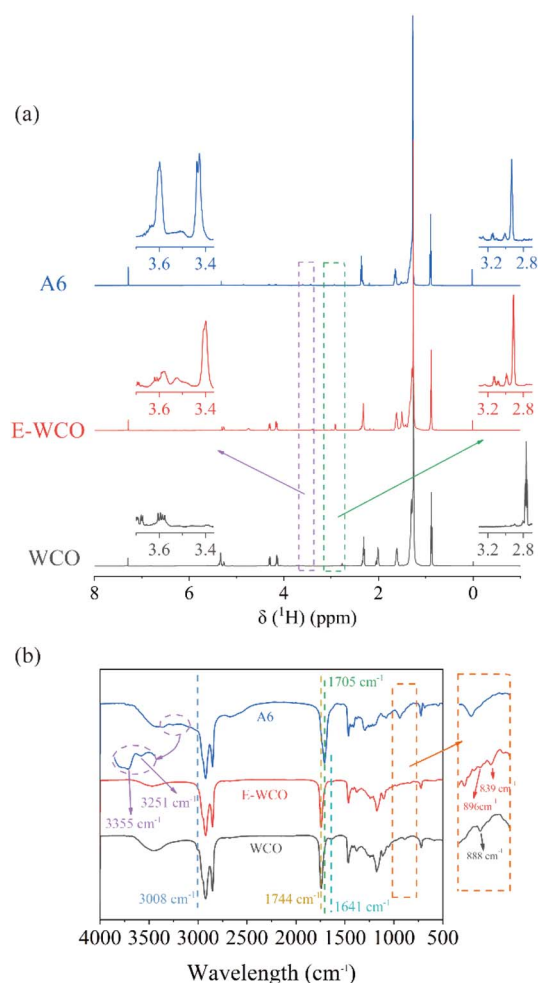 (a)
3.6 3.4
3.2 2.8
A6
3.6 3.4
3.2 2.8
E-WCO
3.6 3.4
3.2 2.8
WCO
8 6 4 2 0
δ (¹H) (ppm)
(b)
1705 cm⁻¹
A6
3251 cm⁻¹
3355 cm⁻¹
E-WCO
839 cm⁻¹
896cm⁻¹
WCO
888 cm⁻¹
3008 cm⁻¹
1744 cm⁻¹
1641 cm⁻¹
4000 3500 3000 2500 2000 1500 1000 500
Wavelength (cm⁻¹)